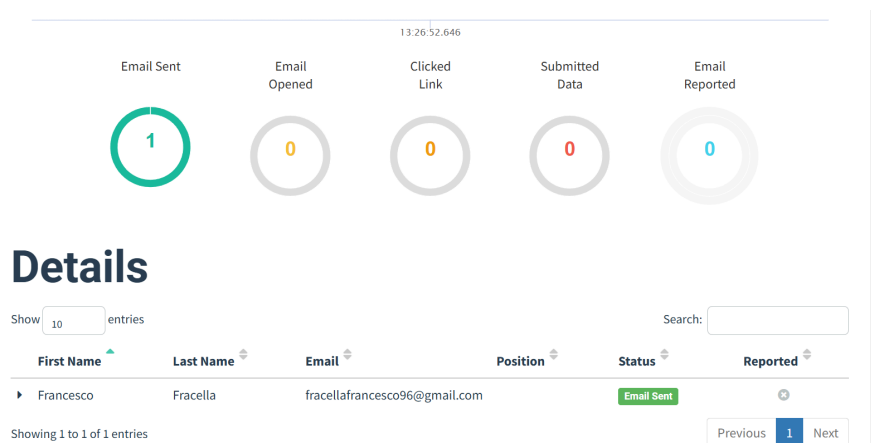 13:26:52.646
Email Sent
Email
Opened
Clicked
Link
Submitted
Data
Email
Reported
1
0
0
0
0
Details
Show 10 entries
Search:
First Name Last Name Email Position Status Reported
Francesco Fracella fracellafrancesco96@gmail.com Email Sent
Showing 1 to 1 of 1 entries
Previous 1 Next